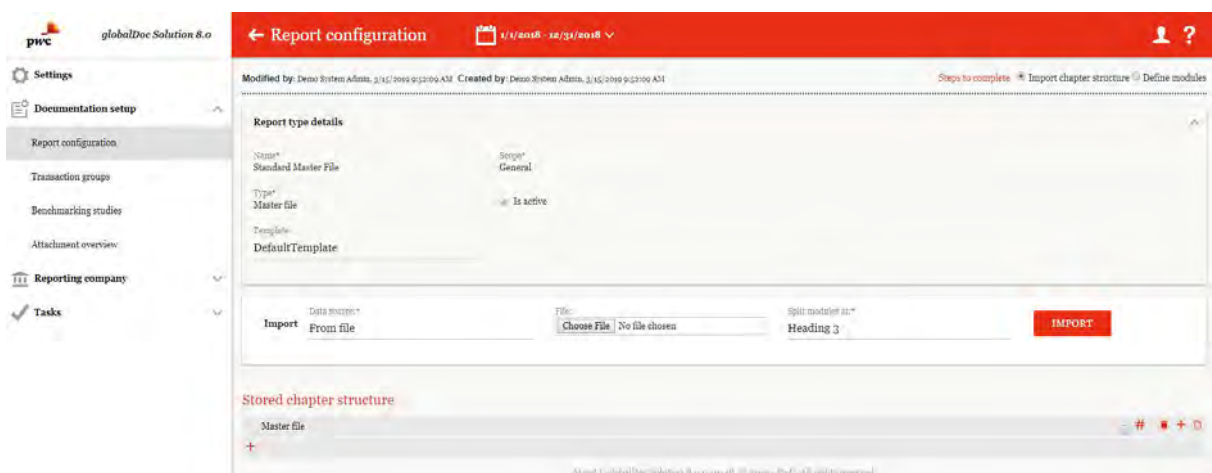 pwc
globalDoc Solution 8.0
← Report configuration
1/1/2018 - 12/31/2018
?
Settings
Modified by: Demo System Admin, 3/15/2019 9:52:09 AM Created by: Demo System Admin, 3/15/2019 9:52:09 AM
Steps to complete Import chapter structure Define modules
Documentation setup
Report configuration
Transaction groups
Benchmarking studies
Attachment overview
Reporting company
Tasks
Report type details
Name*
Standard Master File
Scope*
General
Type*
Master file
Is active
Template
DefaultTemplate
Import
Data source:*
From file
File:
Choose File No file chosen
Split modules at:*
Heading 3
IMPORT
Stored chapter structure
Master file
# +
+